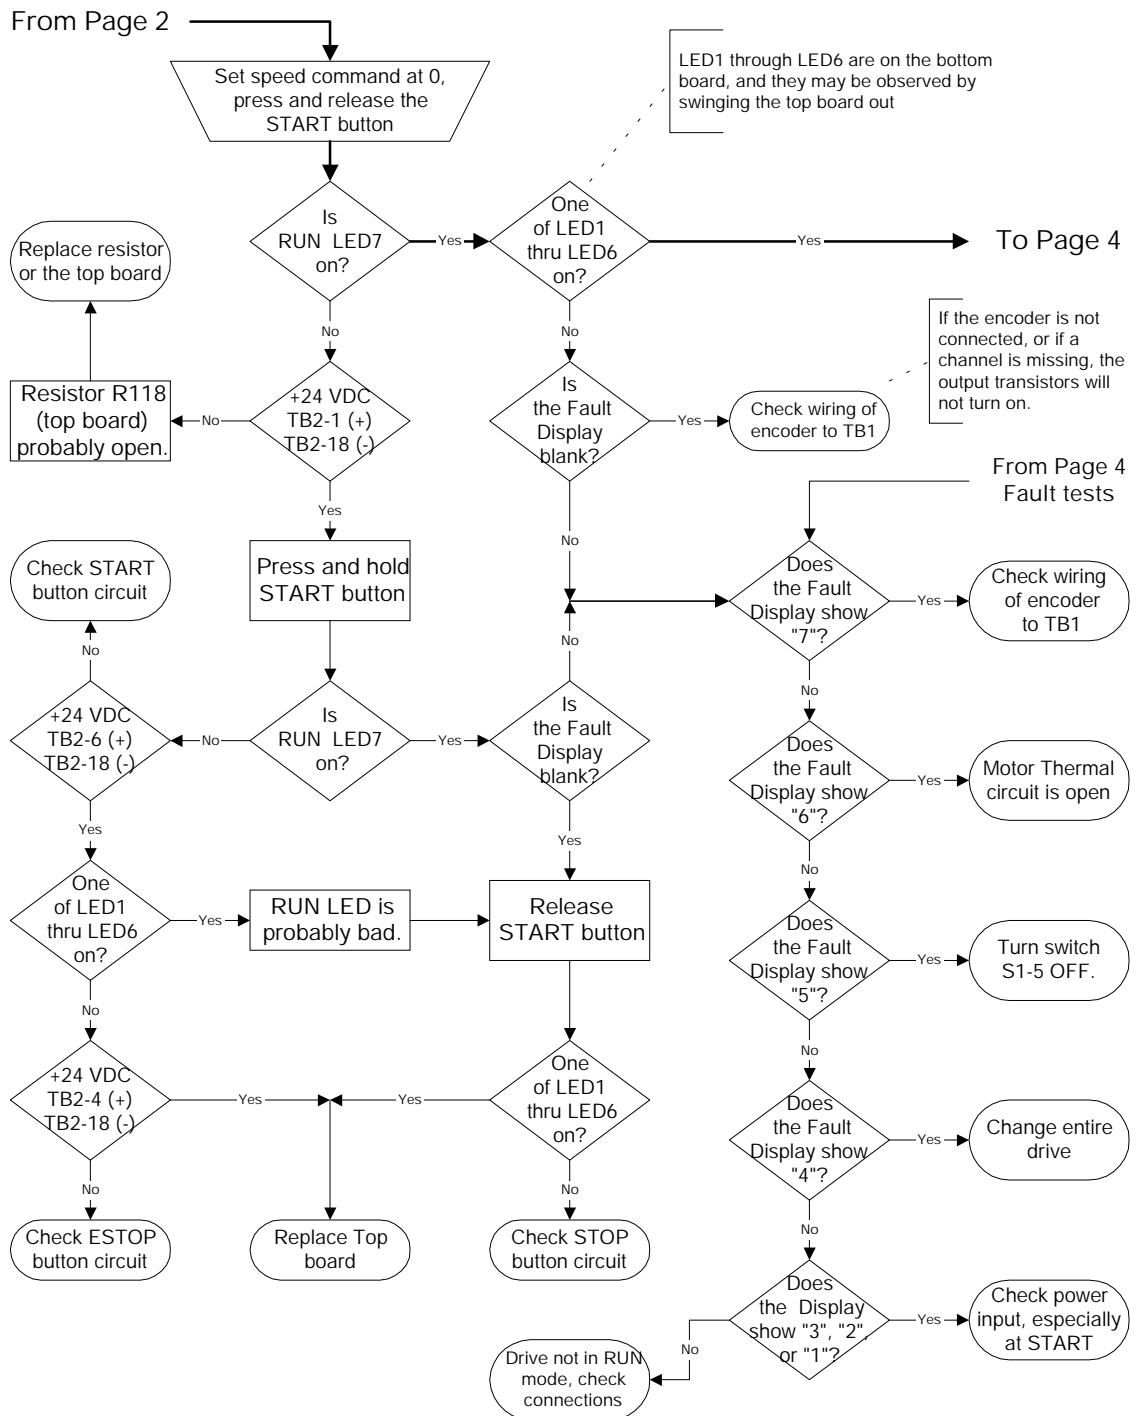 From Page 2
Set speed command at 0,
press and release the
START button
LED1 through LED6 are on the bottom
board, and they may be observed by
swinging the top board out
Is
RUN LED7
on?
Yes
One
of LED1
thru LED6
on?
Yes
To Page 4
Replace resistor
or the top board
No
No
If the encoder is not
connected, or if a
channel is missing, the
output transistors will
not turn on.
Resistor R118
(top board)
probably open.
No
+24 VDC
TB2-1 (+)
TB2-18 (-)
Is
the Fault
Display
blank?
Yes
Check wiring of
encoder to TB1
From Page 4
Fault tests
Yes
No
Check START
button circuit
Press and hold
START button
Does
the Fault
Display show
"7"?
Yes
Check wiring
of encoder
to TB1
No
No
No
+24 VDC
TB2-6 (+)
TB2-18 (-)
No
Is
RUN LED7
on?
Yes
Is
the Fault
Display
blank?
Does
the Fault
Display show
"6"?
Yes
Motor Thermal
circuit is open
Yes
Yes
No
One
of LED1
thru LED6
on?
Yes
RUN LED is
probably bad.
Release
START button
Does
the Fault
Display show
"5"?
Yes
Turn switch
S1-5 OFF.
No
No
+24 VDC
TB2-4 (+)
TB2-18 (-)
Yes
Yes
One
of LED1
thru LED6
on?
Does
the Fault
Display show
"4"?
Yes
Change entire
drive
No
No
No
Check ESTOP
button circuit
Replace Top
board
Check STOP
button circuit
Does
the Display
show "3", "2",
or "1"?
Yes
Check power
input, especially
at START
No
Drive not in RUN
mode, check
connections